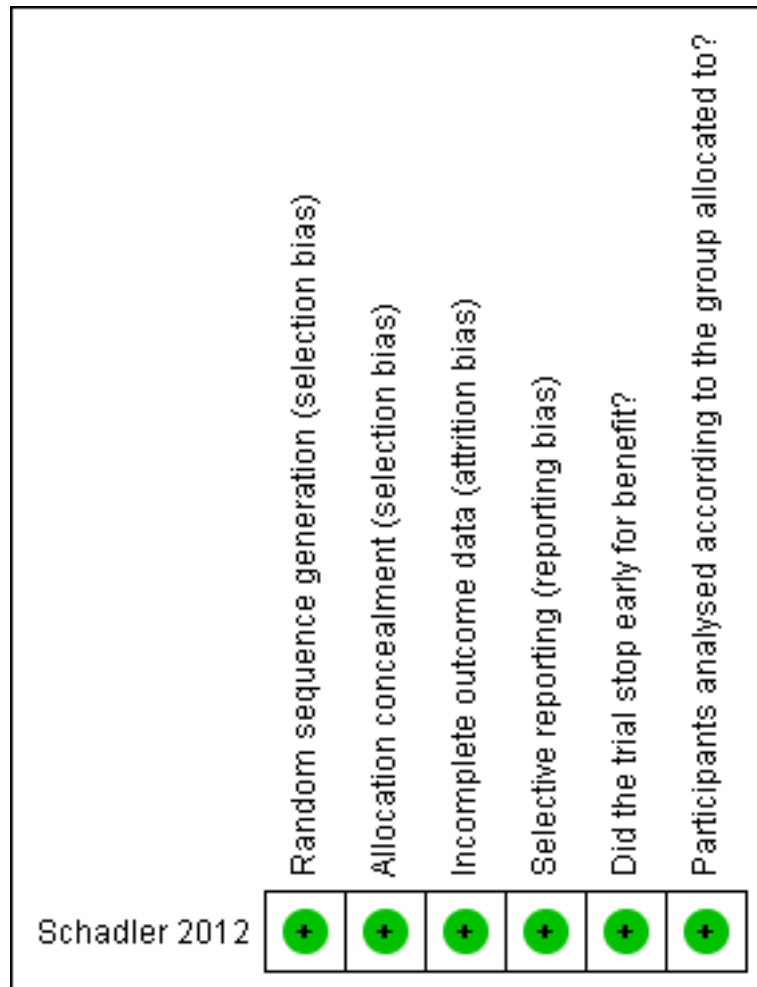 Random sequence generation (selection bias)
Allocation concealment (selection bias)
Incomplete outcome data (attrition bias)
Selective reporting (reporting bias)
Did the trial stop early for benefit?
Participants analysed according to the group allocated to?
Schadler 2012
+ + + + + +